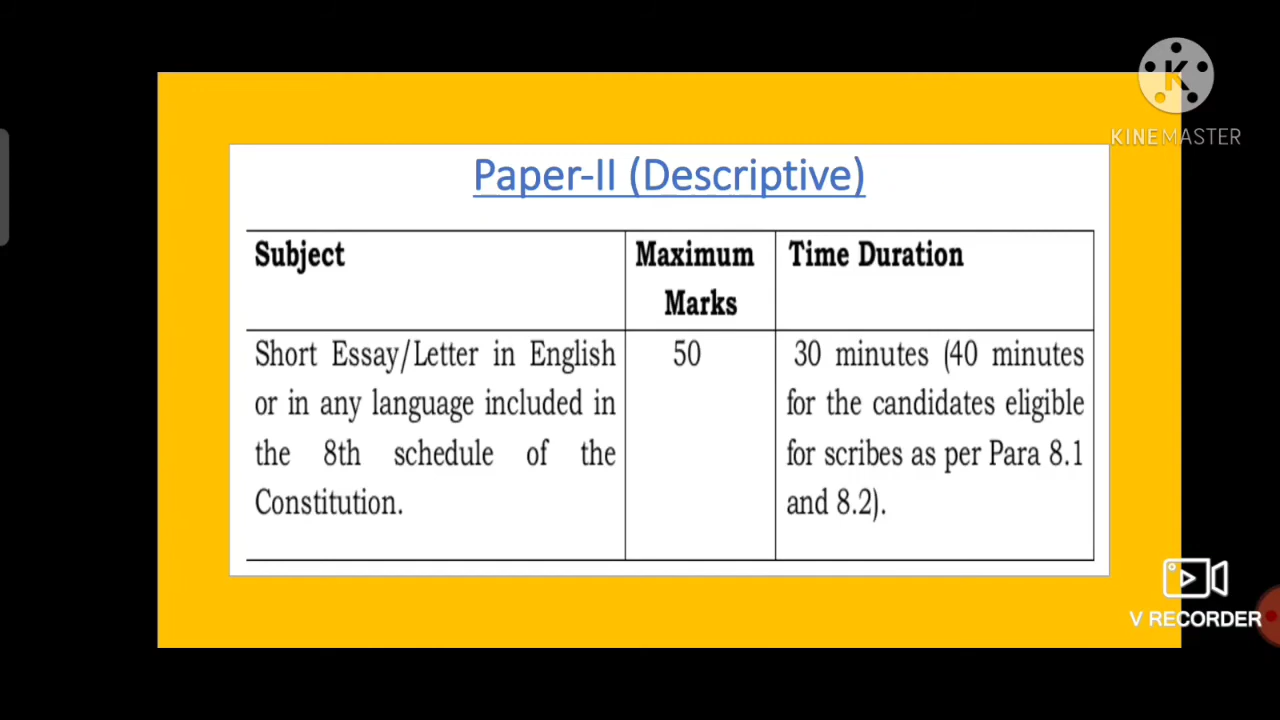 KINEMASTER
Paper-II (Descriptive)
Subject
Maximum
Marks
Time Duration
Short Essay/Letter in English
or in any language included in
the 8th schedule of the
Constitution.
50
30 minutes (40 minutes
for the candidates eligible
for scribes as per Para 8.1
and 8.2).
V RECORDER